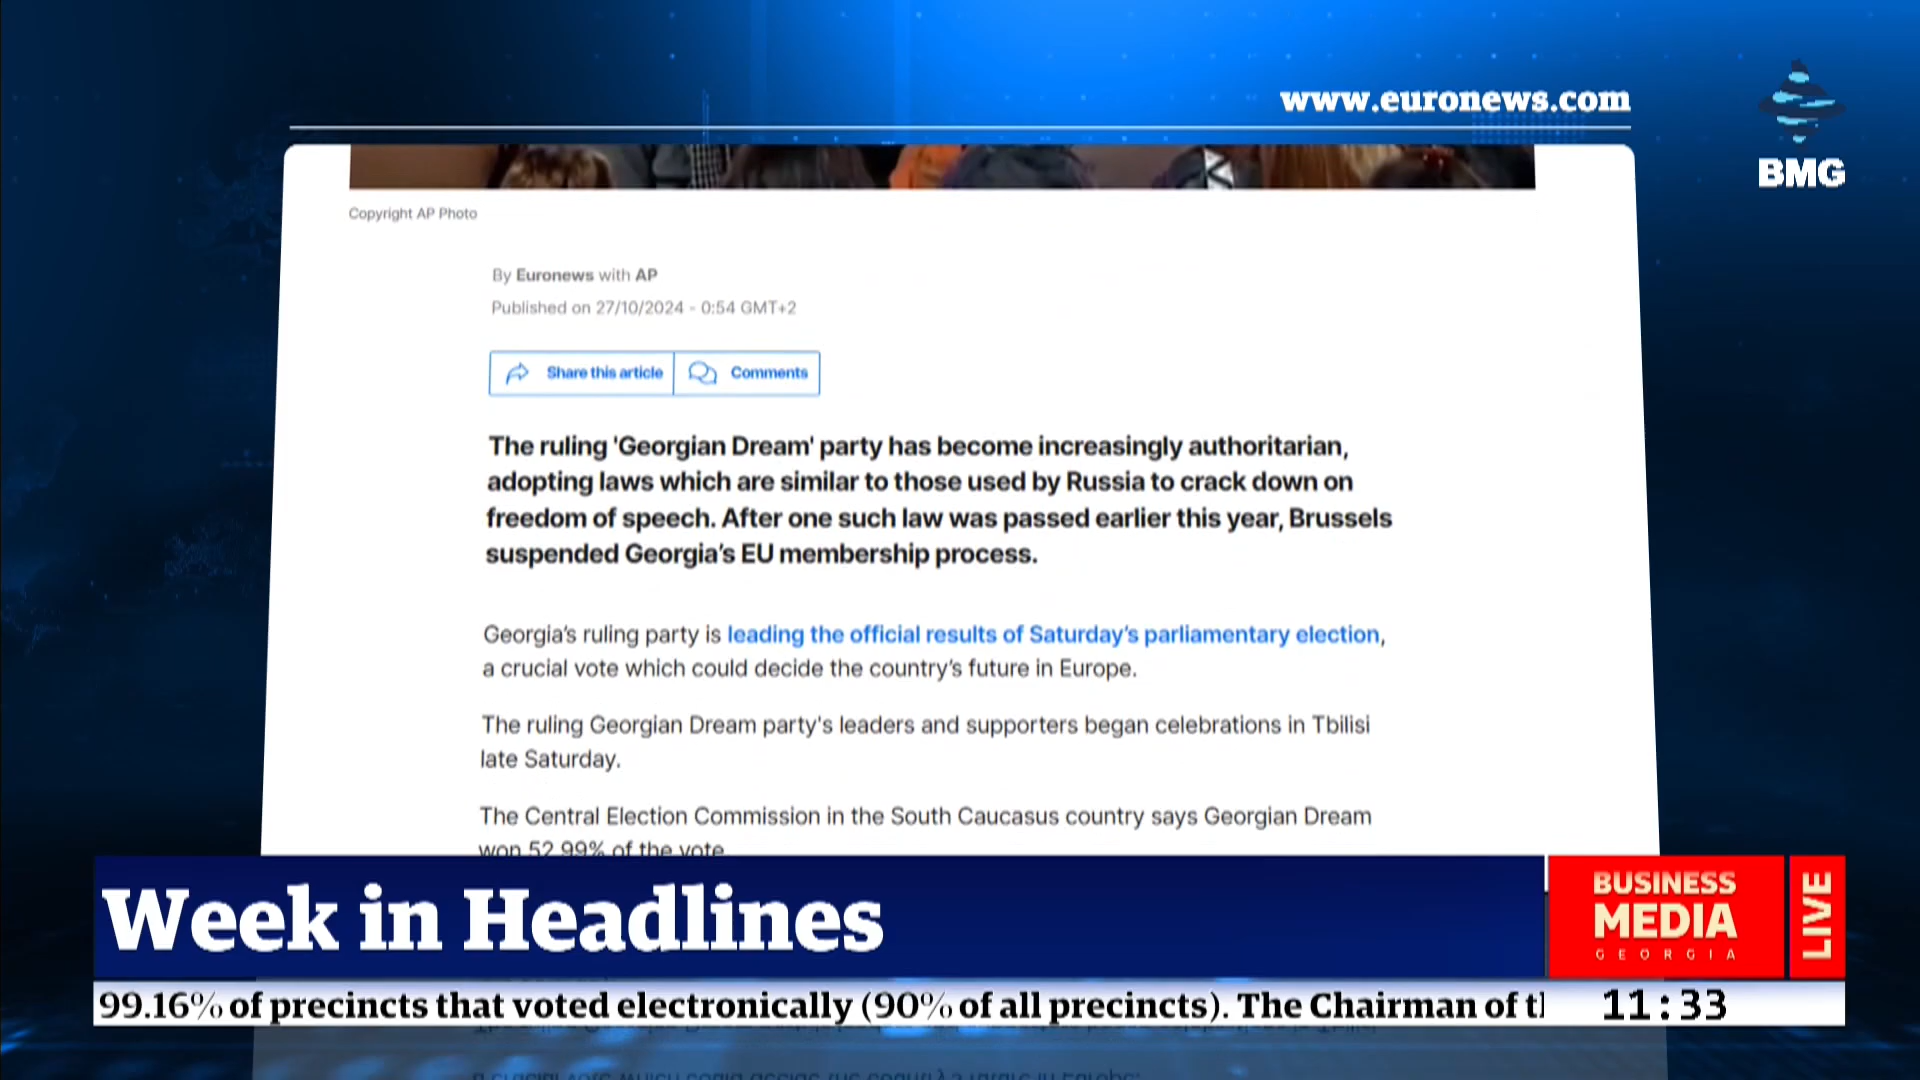 www.euronews.com
BMG
Copyright AP Photo
By Euronews with AP
Published on 27/10/2024 - 0:54 GMT+2
Share this article
Comments
The ruling 'Georgian Dream' party has become increasingly authoritarian,
adopting laws which are similar to those used by Russia to crack down on
freedom of speech. After one such law was passed earlier this year, Brussels
suspended Georgia's EU membership process.
Georgia's ruling party is leading the official results of Saturday's parliamentary election,
a crucial vote which could decide the country's future in Europe.
The ruling Georgian Dream party's leaders and supporters began celebrations in Tbilisi
late Saturday.
The Central Election Commission in the South Caucasus country says Georgian Dream
won 52.99% of the vote
Week in Headlines
BUSINESS
MEDIA
GEORGIA
LIVE
99.16% of precincts that voted electronically (90% of all precincts). The Chairman of
11:33